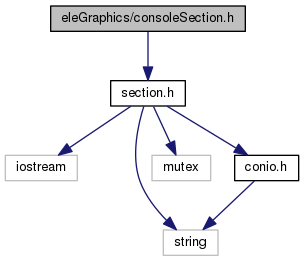 eleGraphics/consoleSection.h
section.h
iostream
mutex
conio.h
string